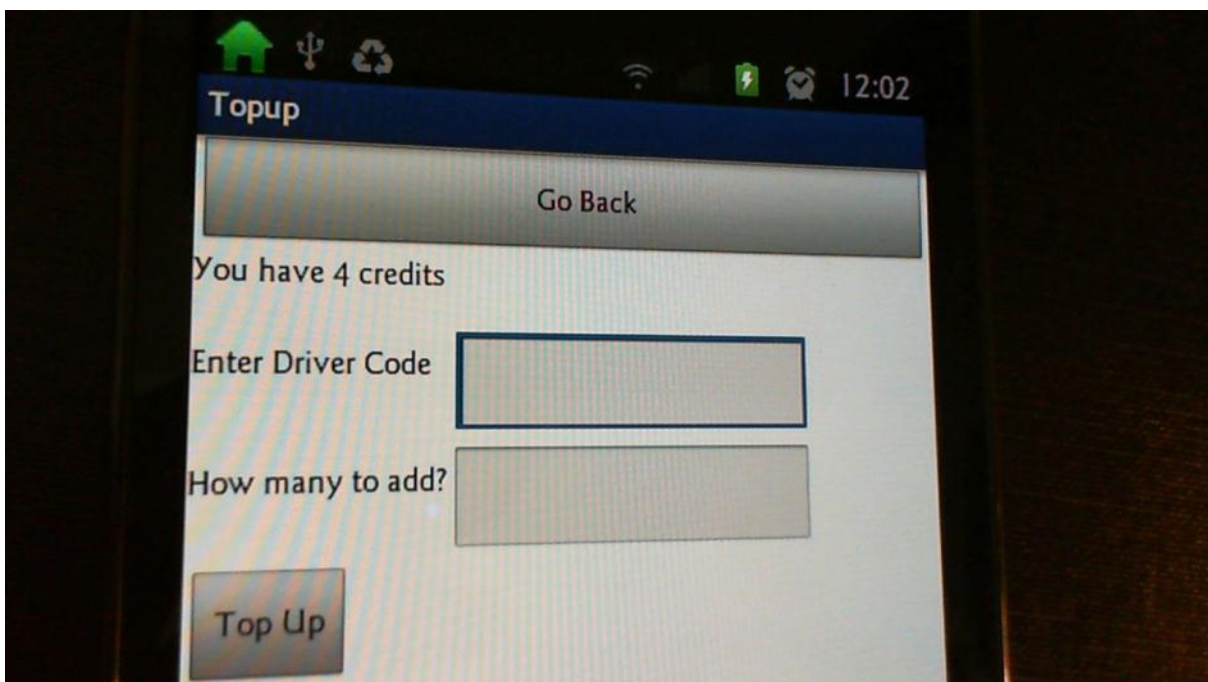 12:02
Topup
Go Back
You have 4 credits
Enter Driver Code
How many to add?
Top Up